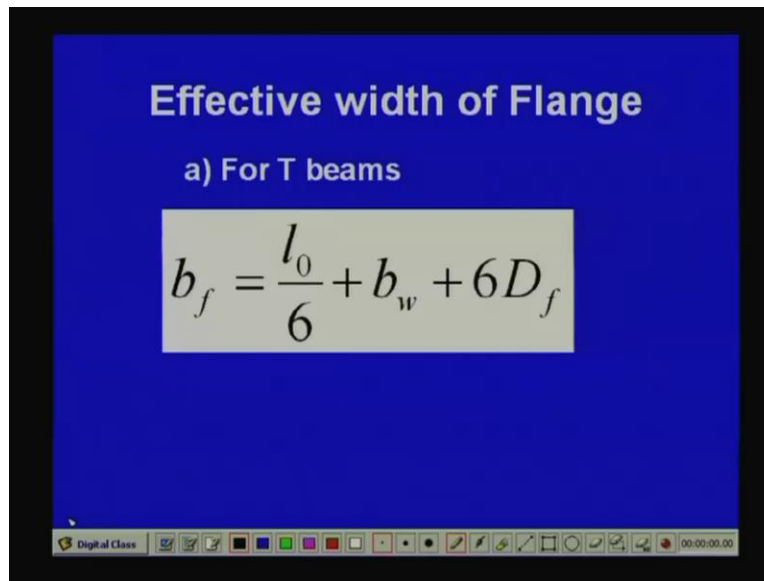 Effective width of Flange
a) For T beams
b_f = l_0/6 + b_w + 6D_f
Digital Class 00:00:00.00